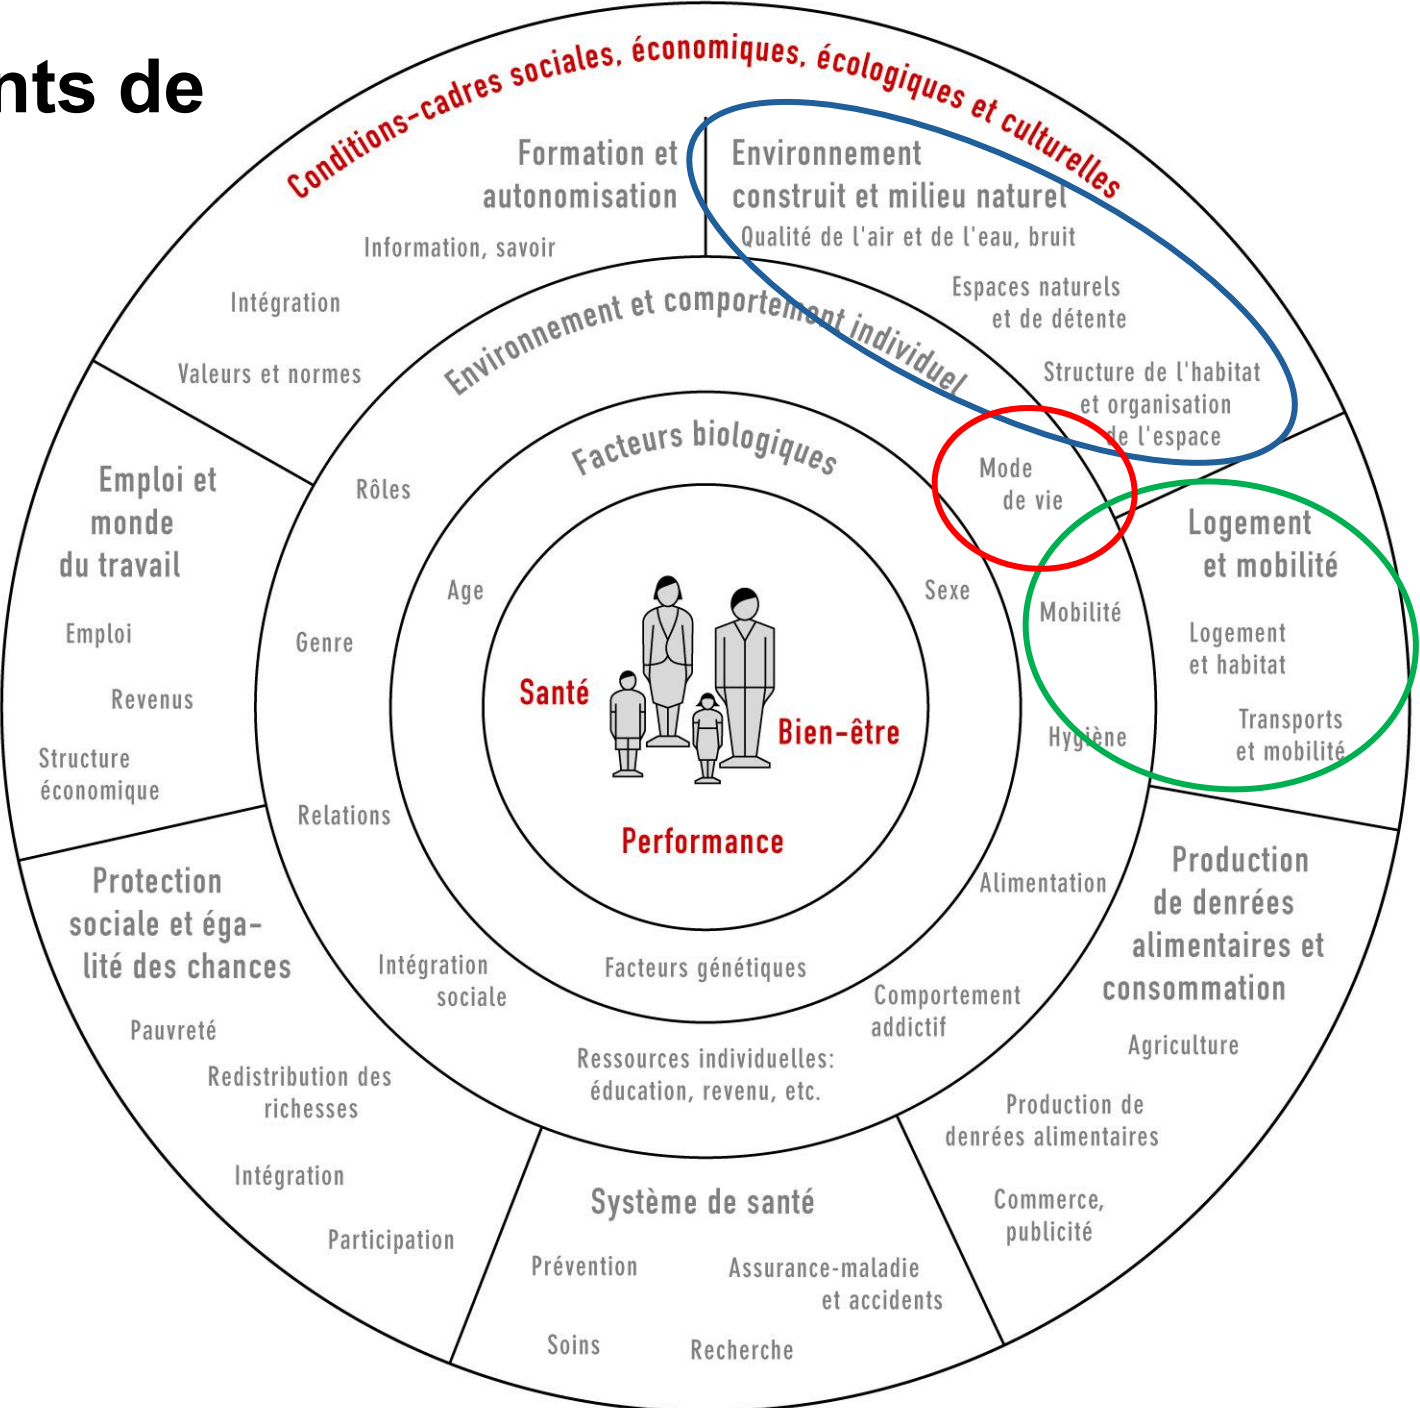 nts de
Conditions-cadres sociales, économiques, écologiques et culturelles
Formation et
autonomisation
Information, savoir
Intégration
Valeurs et normes
Environnement
construit et milieu naturel
Qualité de l'air et de l'eau, bruit
Espaces naturels
et de détente
Structure de l'habitat
et organisation
de l'espace
Environnement et comportement individuel
Facteurs biologiques
Mode
de vie
Rôles
Emploi et
monde
du travail
Emploi
Revenus
Structure
économique
Logement
et mobilité
Logement
et habitat
Transports
et mobilité
Age
Sexe
Genre
Mobilité
Santé
Bien-être
Performance
Hygiène
Relations
Alimentation
Protection
sociale et éga-
lité des chances
Pauvreté
Redistribution des
richesses
Intégration
Participation
Production
de denrées
alimentaires et
consommation
Agriculture
Production de
denrées alimentaires
Commerce,
publicité
Intégration
sociale
Facteurs génétiques
Comportement
addictif
Ressources individuelles:
éducation, revenu, etc.
Système de santé
Prévention
Assurance-maladie
et accidents
Soins
Recherche